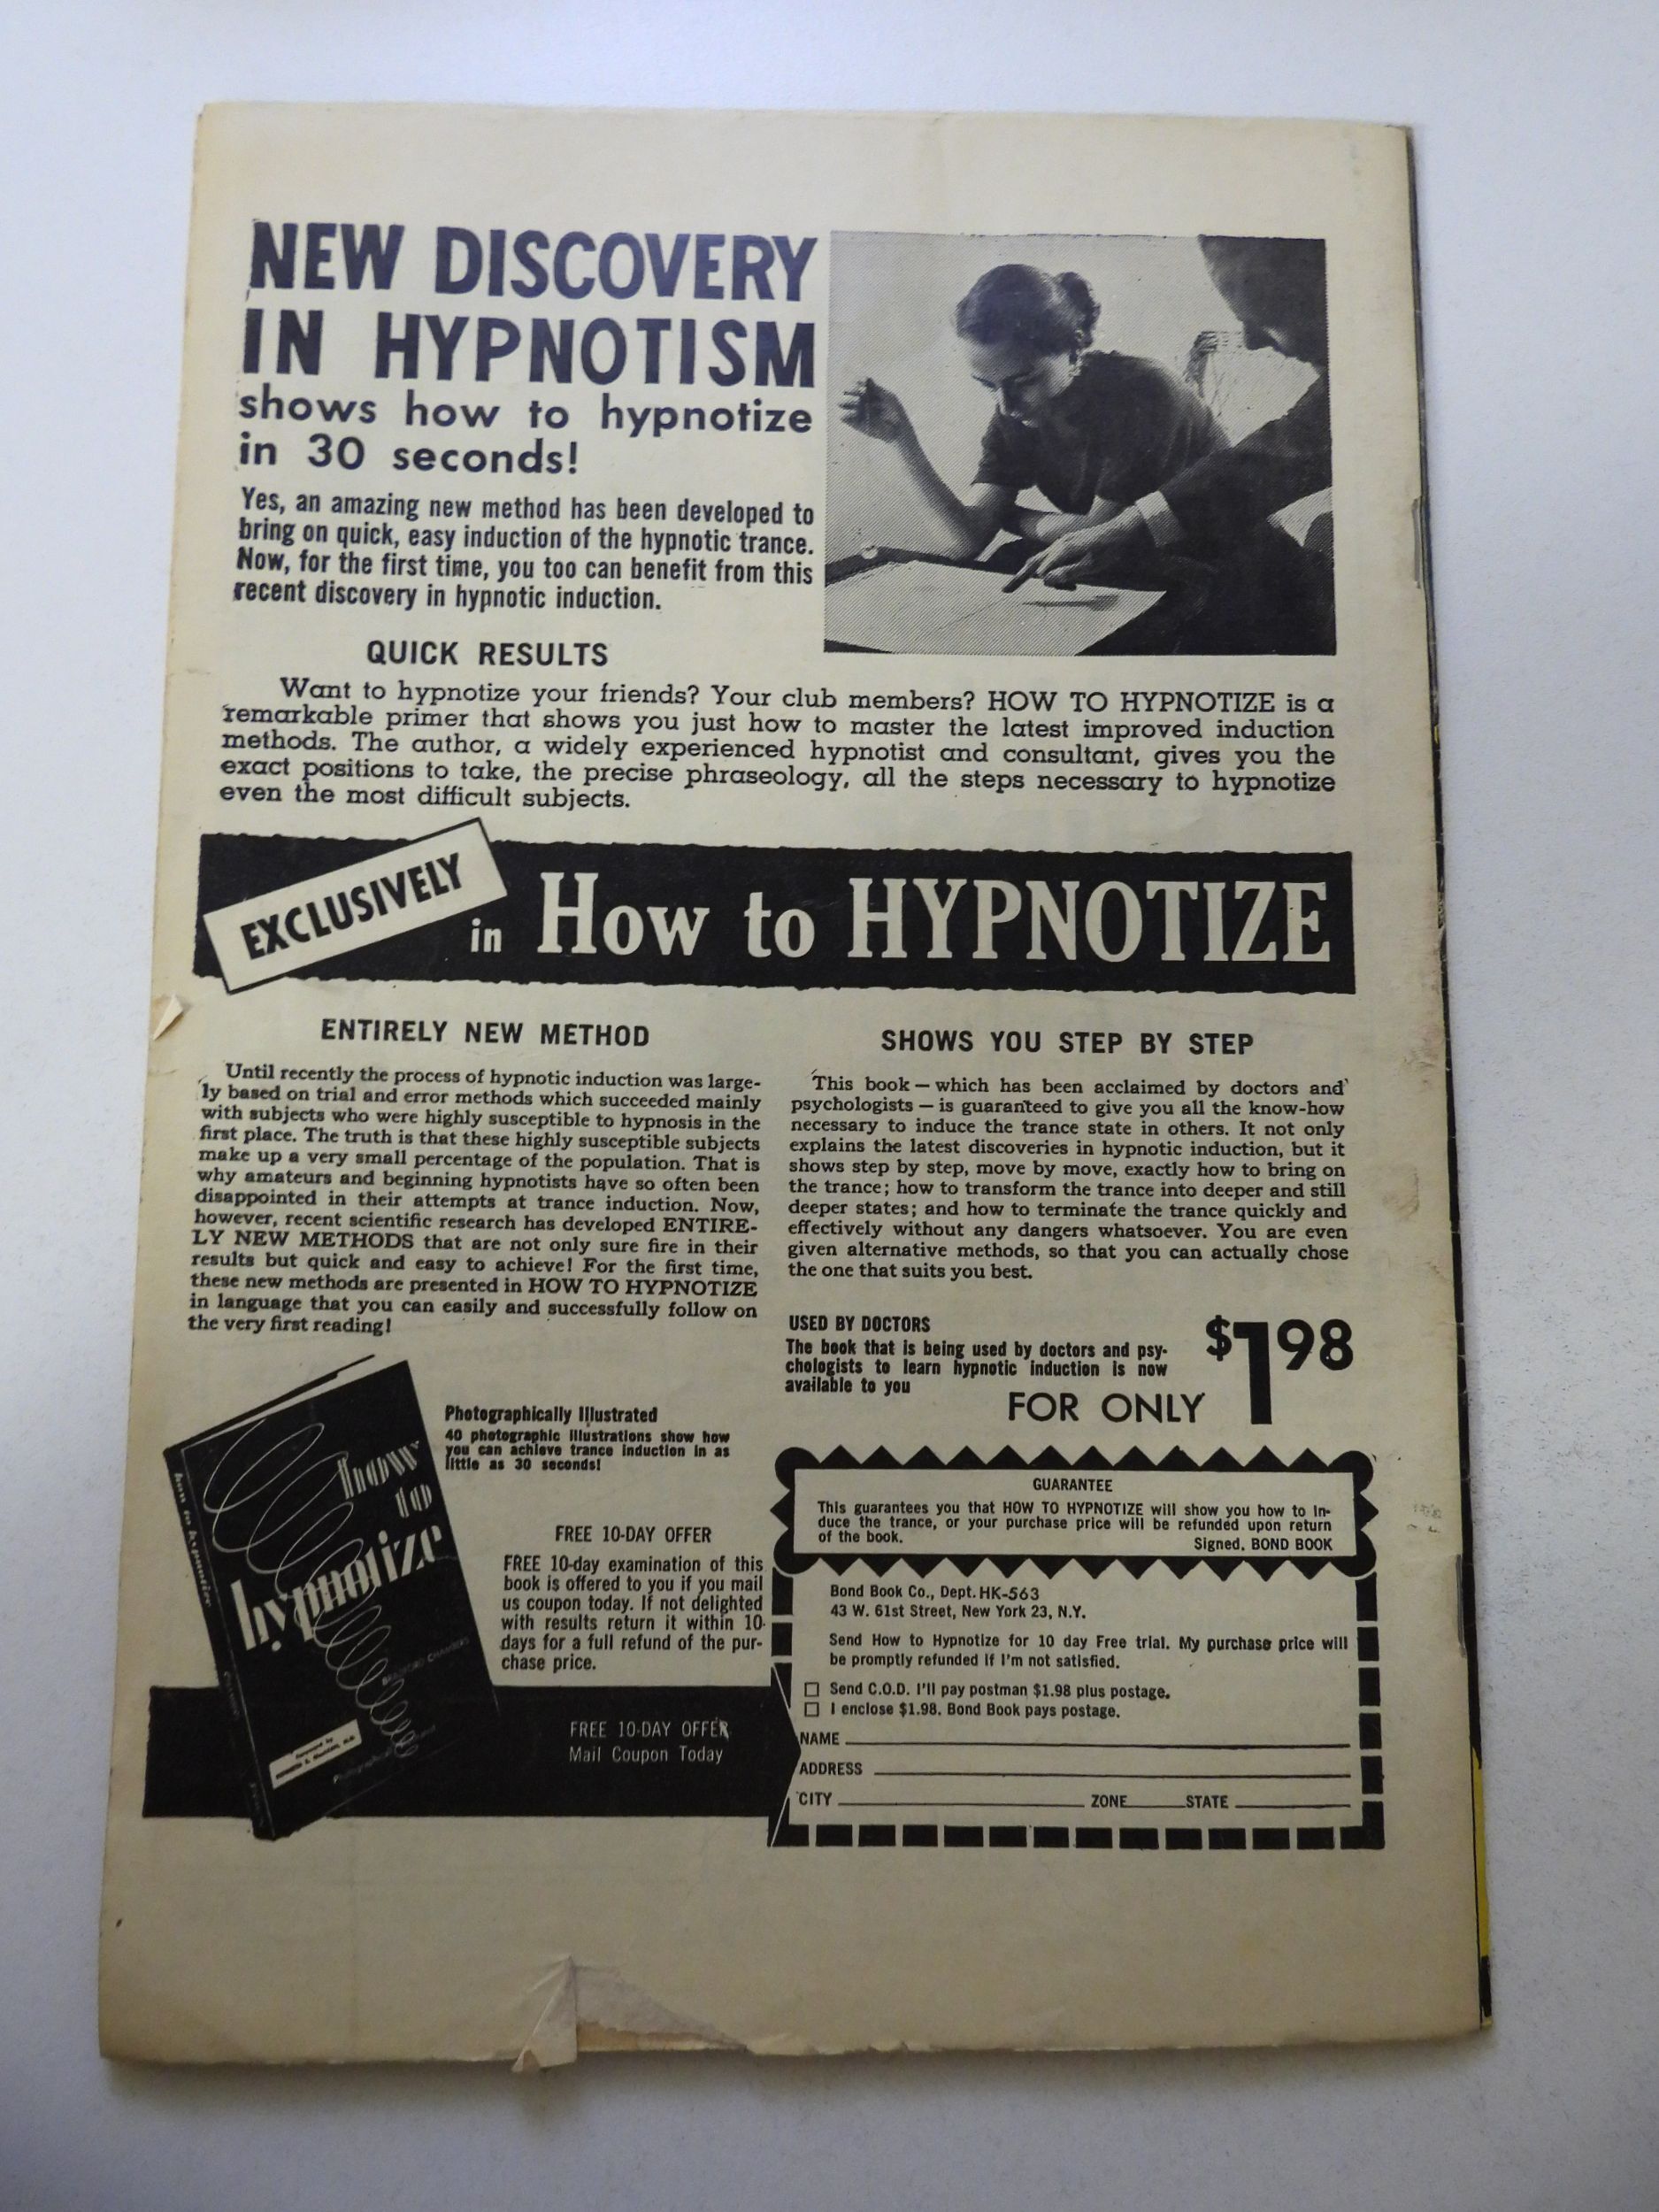 NEW DISCOVERY
IN HYPNOTISM
shows how to hypnotize
in 30 seconds!
Yes, an amazing new method has been developed to
bring on quick, easy induction of the hypnotic trance.
Now, for the first time, you too can benefit from this
recent discovery in hypnotic induction.
QUICK RESULTS
Want to hypnotize your friends? Your club members? HOW TO HYPNOTIZE is a
remarkable primer that shows you just how to master the latest improved induction
methods. The author, a widely experienced hypnotist and consultant, gives you the
exact positions to take, the precise phraseology, all the steps necessary to hypnotize
even the most difficult subjects.
EXCLUSIVELY
in How to HYPNOTIZE
ENTIRELY NEW METHOD
Until recently the process of hypnotic induction was large-
ly based on trial and error methods which succeeded mainly
with subjects who were highly susceptible to hypnosis in the
first place. The truth is that these highly susceptible subjects
make up a very small percentage of the population. That is
why amateurs and beginning hypnotists have so often been
disappointed in their attempts at trance induction. Now,
however, recent scientific research has developed ENTIRE-
LY NEW METHODS that are not only sure fire in their
results but quick and easy to achieve! For the first time,
these new methods are presented in HOW TO HYPNOTIZE
in language that you can easily and successfully follow on
the very first reading!
SHOWS YOU STEP BY STEP
This book — which has been acclaimed by doctors and
psychologists — is guaranteed to give you all the know-how
necessary to induce the trance state in others. It not only
explains the latest discoveries in hypnotic induction, but it
shows step by step, move by move, exactly how to bring on
the trance; how to transform the trance into deeper and still
deeper states; and how to terminate the trance quickly and
effectively without any dangers whatsoever. You are even
given alternative methods, so that you can actually chose
the one that suits you best.
USED BY DOCTORS
The book that is being used by doctors and psy-
chologists to learn hypnotic induction is now
available to you
FOR ONLY
$1 98
how to hypnotize
how
to
hypnotize
BRADFORD CHAMBERS
Photographically Illustrated
40 photographic illustrations show how
you can achieve trance induction in as
little as 30 seconds!
FREE 10-DAY OFFER
FREE 10-day examination of this
book is offered to you if you mail
us coupon today. If not delighted
with results return it within 10
days for a full refund of the pur-
chase price.
FREE 10-DAY OFFER
Mail Coupon Today
GUARANTEE
This guarantees you that HOW TO HYPNOTIZE will show you how to in-
duce the trance, or your purchase price will be refunded upon return
of the book.
Signed, BOND BOOK
Bond Book Co., Dept. HK-563
43 W. 61st Street, New York 23, N.Y.
Send How to Hypnotize for 10 day Free trial. My purchase price will
be promptly refunded if I'm not satisfied.
Send C.O.D. I'll pay postman $1.98 plus postage.
I enclose $1.98. Bond Book pays postage.
NAME
ADDRESS
CITY ZONE STATE